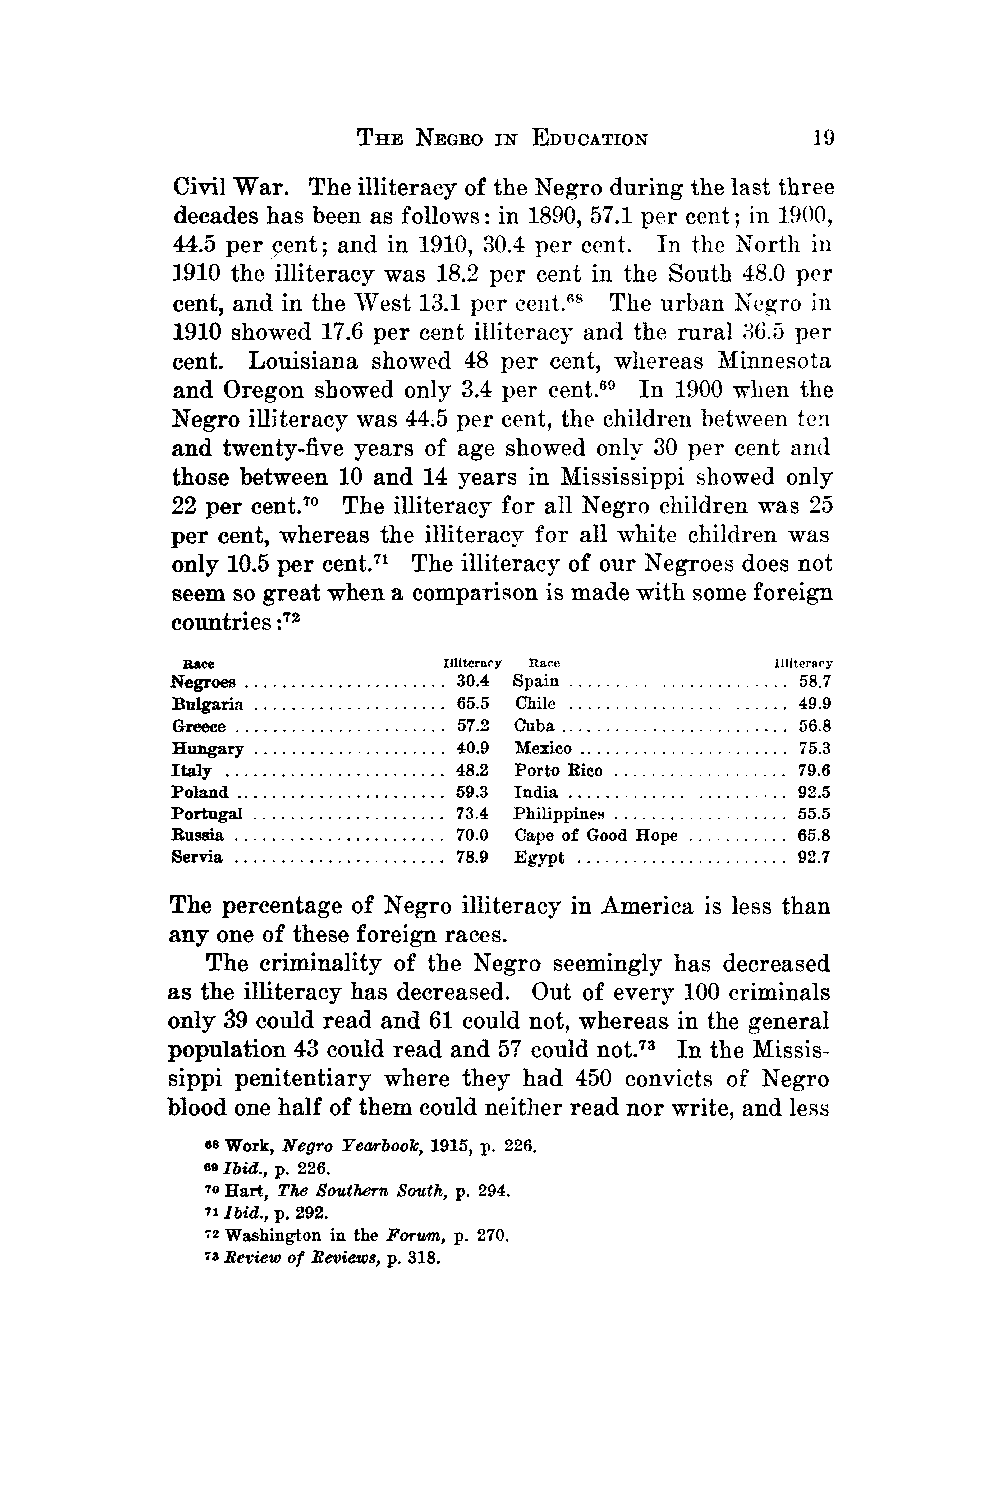 THE NEGRO IN EDUCATION 19
Civil War. The illiteracy of the Negro during the last three
decades has been as follows: in 1890, 57.1 per cent; in 1900,
44.5 per cent; and in 1910, 30.4 per cent. In the North in
1910 the illiteracy was 18.2 per cent in the South 48.0 per
cent, and in the West 13.1 per cent.⁶⁸ The urban Negro in
1910 showed 17.6 per cent illiteracy and the rural 36.5 per
cent. Louisiana showed 48 per cent, whereas Minnesota
and Oregon showed only 3.4 per cent.⁶⁹ In 1900 when the
Negro illiteracy was 44.5 per cent, the children between ten
and twenty-five years of age showed only 30 per cent and
those between 10 and 14 years in Mississippi showed only
22 per cent.⁷⁰ The illiteracy for all Negro children was 25
per cent, whereas the illiteracy for all white children was
only 10.5 per cent.⁷¹ The illiteracy of our Negroes does not
seem so great when a comparison is made with some foreign
countries:⁷²
Race Illiteracy Race Illiteracy
Negroes ...................... 30.4 Spain ........................ 58.7
Bulgaria ..................... 65.5 Chile ........................ 49.9
Greece ....................... 57.2 Cuba ......................... 56.8
Hungary ..................... 40.9 Mexico ....................... 75.3
Italy ........................ 48.2 Porto Rico ................... 79.6
Poland ....................... 59.3 India ........................ 92.5
Portugal ..................... 73.4 Philippines ................... 55.5
Russia ....................... 70.0 Cape of Good Hope ........... 65.8
Servia ....................... 78.9 Egypt ....................... 92.7
The percentage of Negro illiteracy in America is less than
any one of these foreign races.
The criminality of the Negro seemingly has decreased
as the illiteracy has decreased. Out of every 100 criminals
only 39 could read and 61 could not, whereas in the general
population 43 could read and 57 could not.⁷³ In the Missis-
sippi penitentiary where they had 450 convicts of Negro
blood one half of them could neither read nor write, and less
⁶⁸ Work, Negro Yearbook, 1915, p. 226.
⁶⁹ Ibid., p. 226.
⁷⁰ Hart, The Southern South, p. 294.
⁷¹ Ibid., p. 292.
⁷² Washington in the Forum, p. 270.
⁷³ Review of Reviews, p. 318.